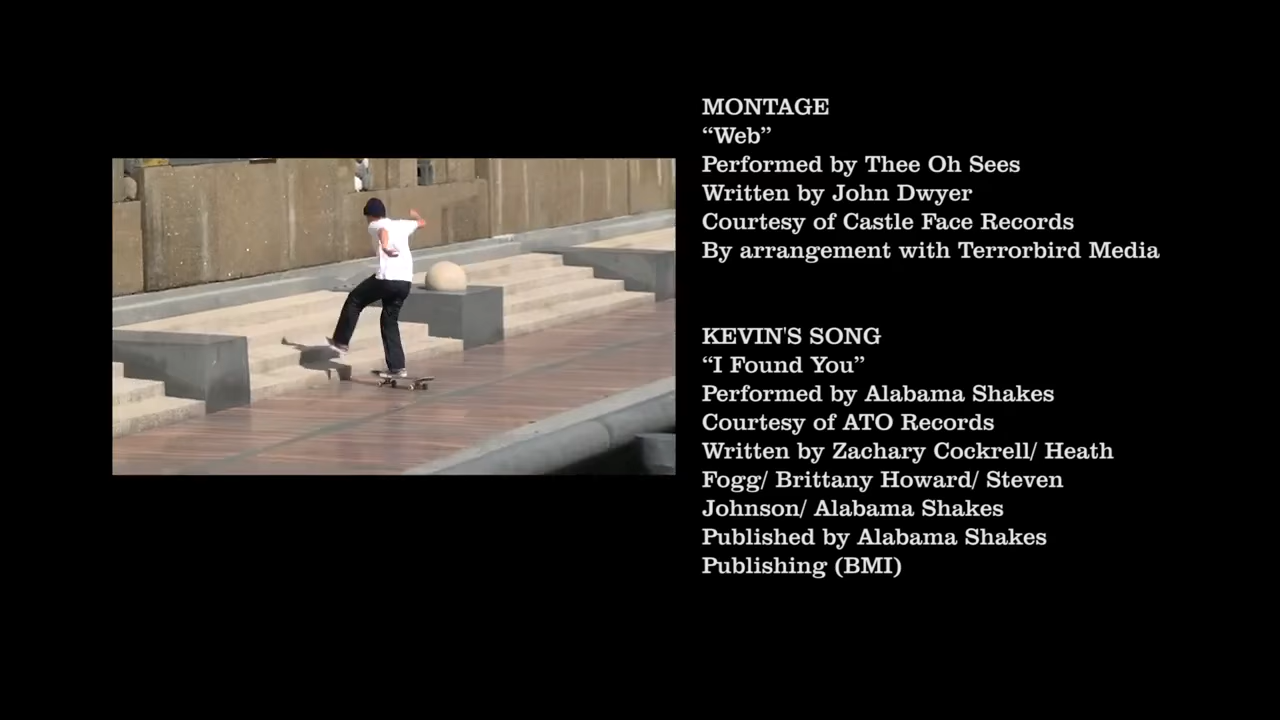 MONTAGE
“Web”
Performed by Thee Oh Sees
Written by John Dwyer
Courtesy of Castle Face Records
By arrangement with Terrorbird Media
KEVIN'S SONG
“I Found You”
Performed by Alabama Shakes
Courtesy of ATO Records
Written by Zachary Cockrell/ Heath
Fogg/ Brittany Howard/ Steven
Johnson/ Alabama Shakes
Published by Alabama Shakes
Publishing (BMI)